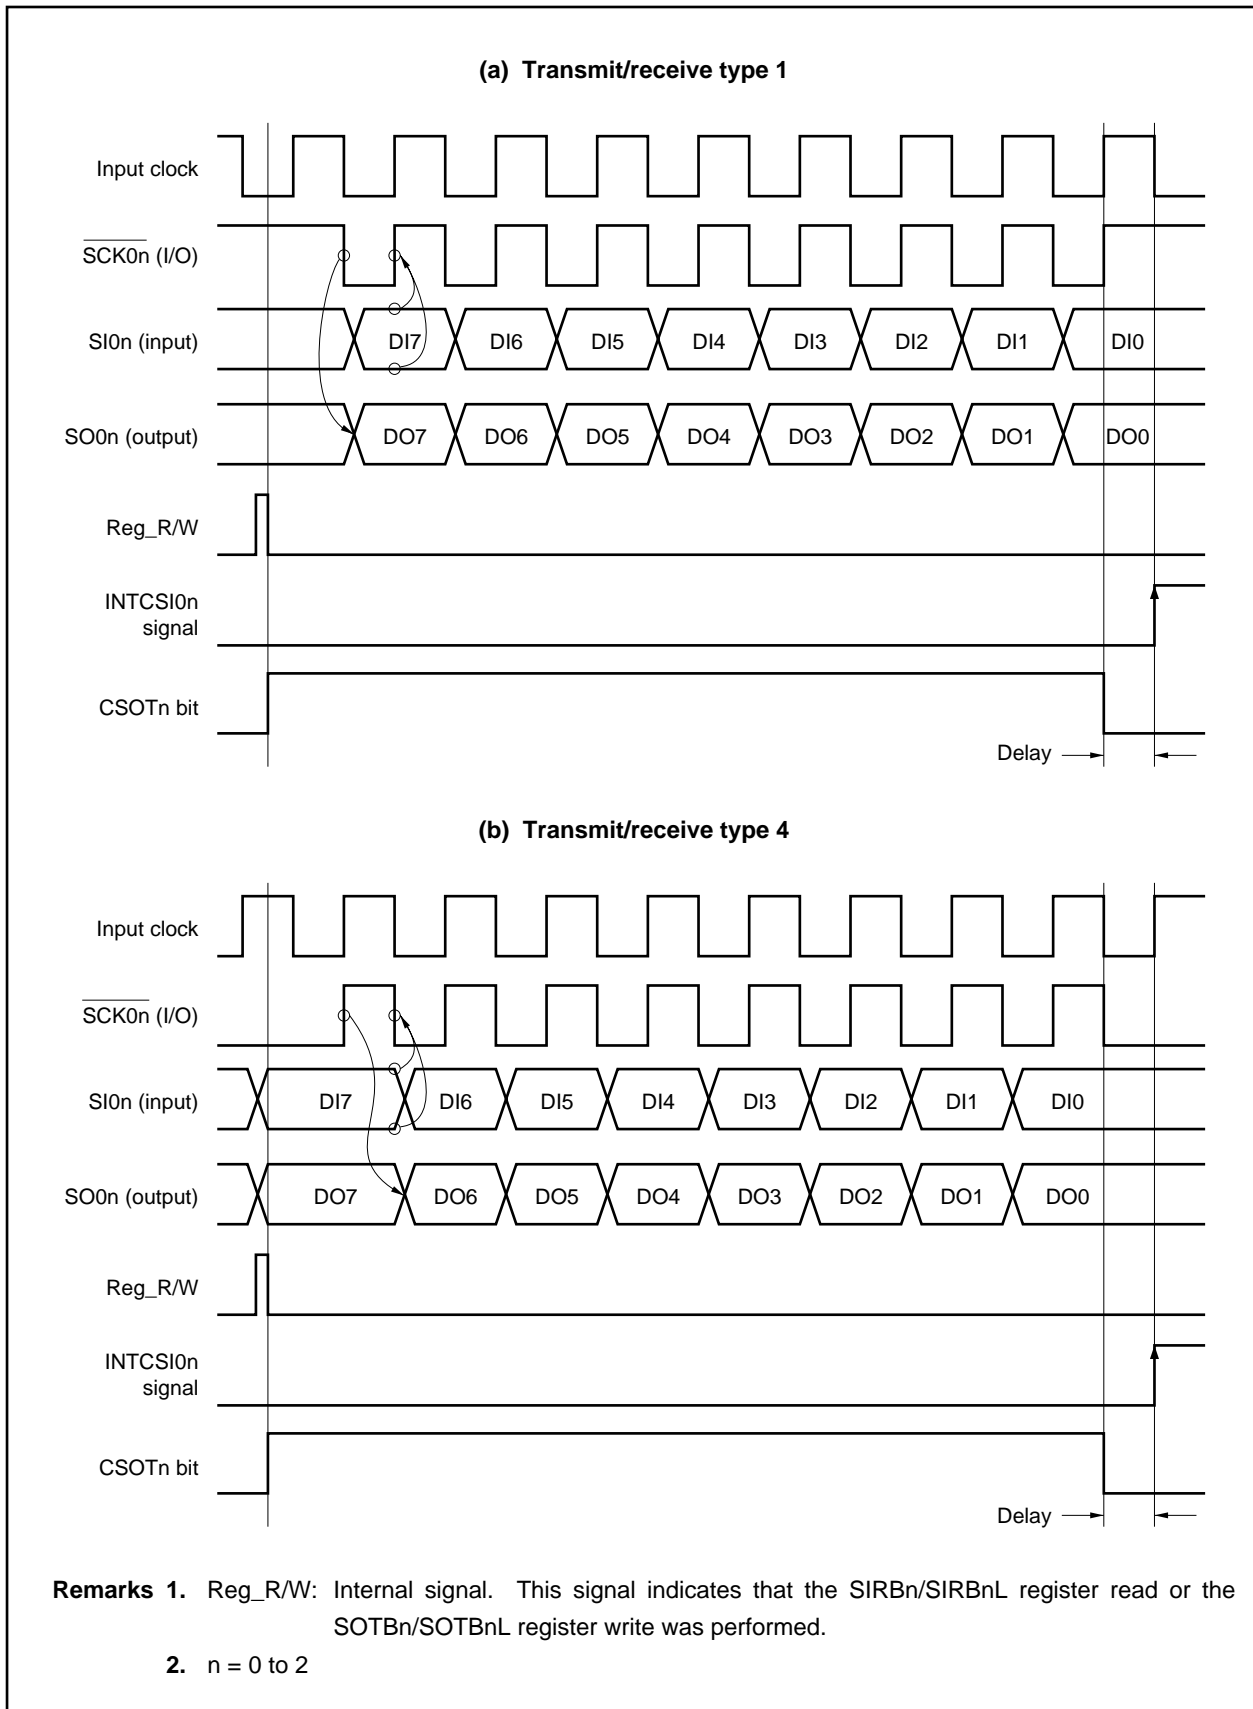 (a) Transmit/receive type 1
Input clock
SCK0n (I/O)
SI0n (input)
DI7 DI6 DI5 DI4 DI3 DI2 DI1 DI0
SO0n (output)
DO7 DO6 DO5 DO4 DO3 DO2 DO1 DO0
Reg_R/W
INTCSI0n
signal
CSOTn bit
Delay
(b) Transmit/receive type 4
Input clock
SCK0n (I/O)
SI0n (input)
DI7 DI6 DI5 DI4 DI3 DI2 DI1 DI0
SO0n (output)
DO7 DO6 DO5 DO4 DO3 DO2 DO1 DO0
Reg_R/W
INTCSI0n
signal
CSOTn bit
Delay
Remarks 1. Reg_R/W: Internal signal. This signal indicates that the SIRBn/SIRBnL register read or the
SOTBn/SOTBnL register write was performed.
2. n = 0 to 2